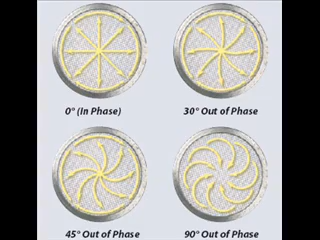 0° (In Phase)
30° Out of Phase
45° Out of Phase
90° Out of Phase